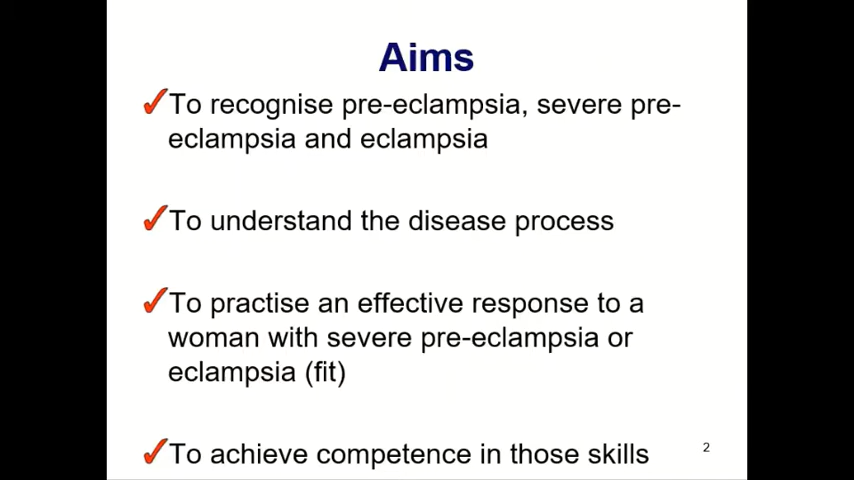 Aims
✓To recognise pre-eclampsia, severe pre-
eclampsia and eclampsia
✓To understand the disease process
✓To practise an effective response to a
woman with severe pre-eclampsia or
eclampsia (fit)
✓To achieve competence in those skills
2